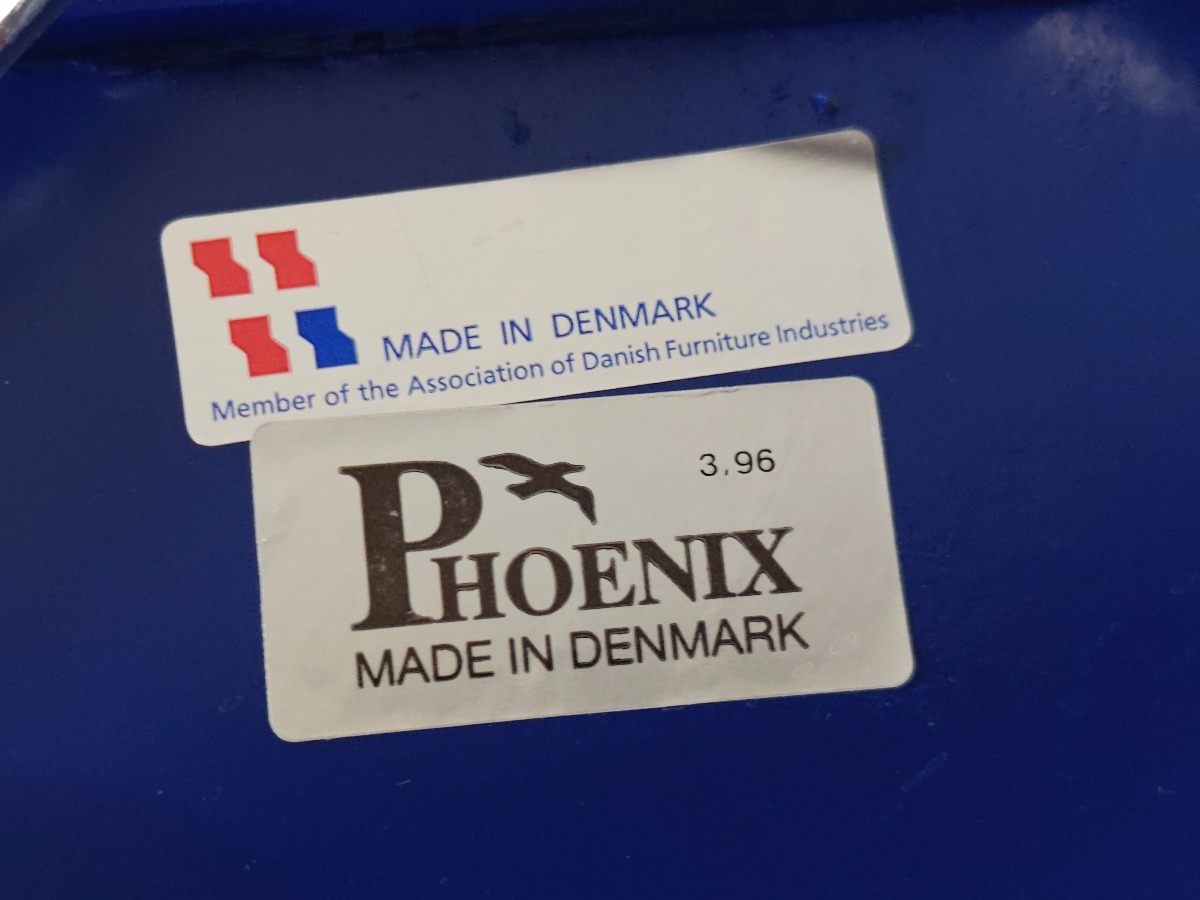 MADE IN DENMARK
Member of the Association of Danish Furniture Industries
3.96
PHOENIX
MADE IN DENMARK